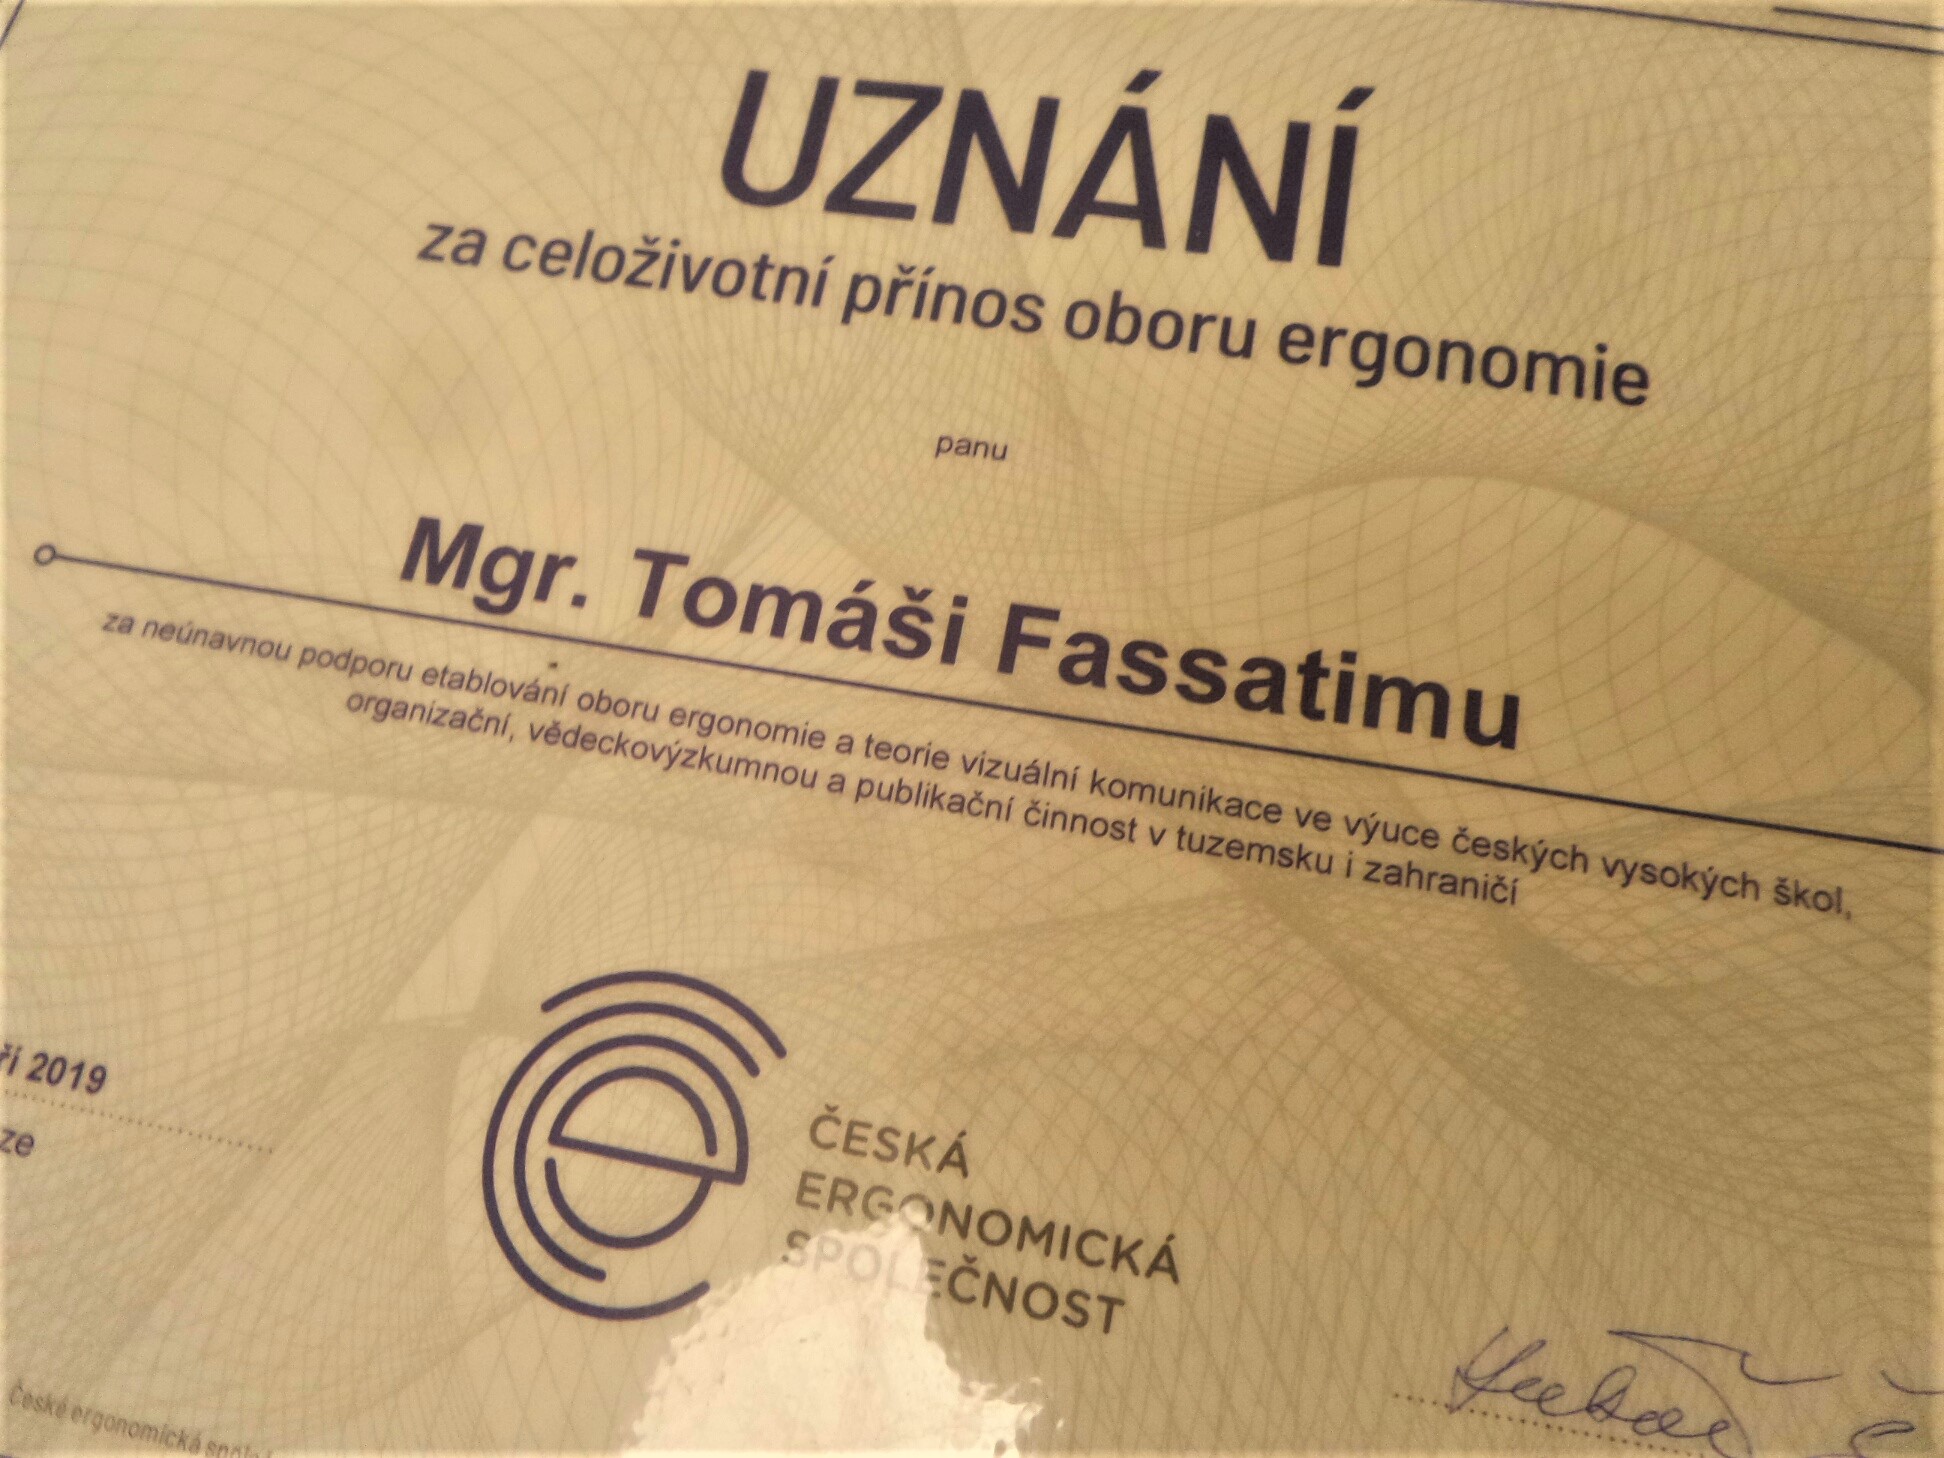 UZNÁNÍ
za celoživotní přínos oboru ergonomie
panu
Mgr. Tomáši Fassatimu
za neúnavnou podporu etablování oboru ergonomie a teorie vizuální komunikace ve výuce českých vysokých škol,
organizační, vědeckovýzkumnou a publikační činnost v tuzemsku i zahraničí
ří 2019
ze
ČESKÁ
ERGONOMICKÁ
SPOLEČNOST
České ergonomická